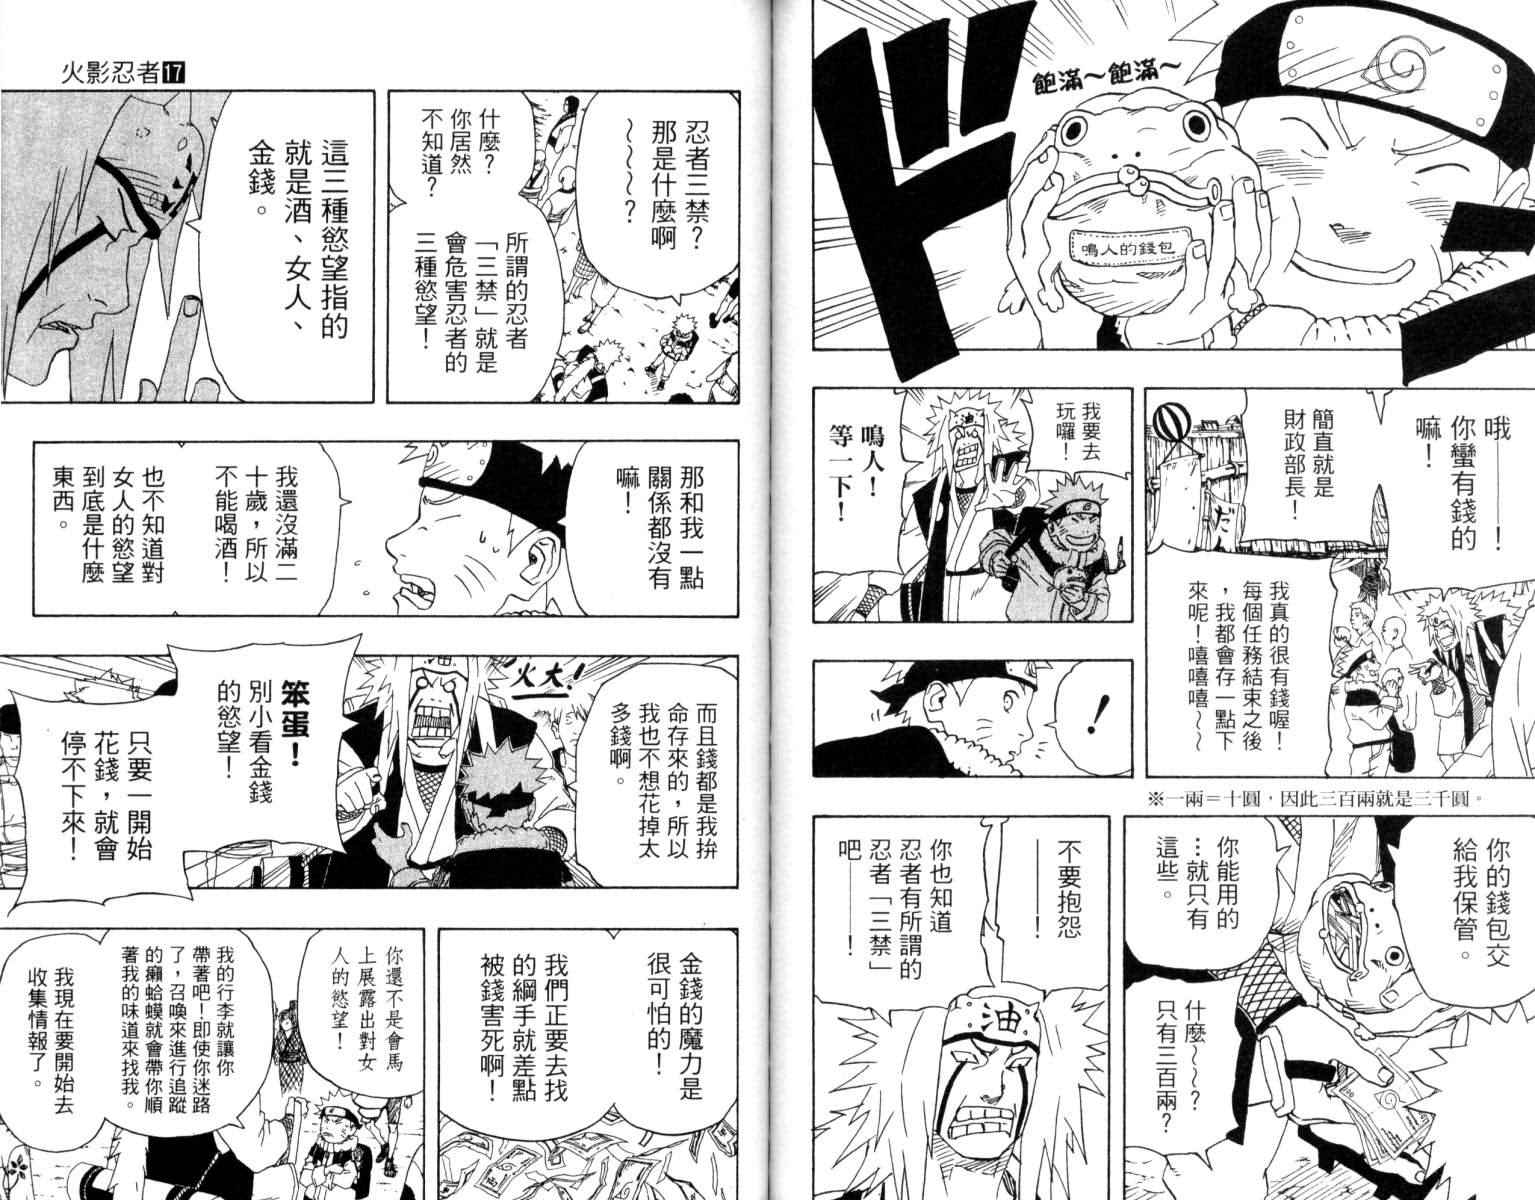 飽滿～飽滿～
鳴人的錢包
哦——！
你蠻有錢的
嘛！
簡直就是
財政部長！
我真的很有錢喔！
每個任務結束之後
，我都會存一點下
來呢！嘻嘻嘻～～
我要去
玩囉！
油
鳴人！
等一下！
！
※一兩＝十圓，因此三百兩就是三千圓。
你的錢包交
給我保管。
你能用的
…就只有
這些。
什麼～～～？
只有三百兩？
不要抱怨
——！
你也知道
忍者有所謂的
忍者「三禁」
吧——！
油
火影忍者17
忍者三禁？
那是什麼啊
～～～～？
什麼？
你居然
不知道？
所謂的忍者
「三禁」就是
會危害忍者的
三種慾望！
這三種慾望指的
就是酒、女人、
金錢。
那和我一點
關係都沒有
嘛！
我還沒滿二
十歲，所以
不能喝酒！
也不知道對
女人的慾望
到底是什麼
東西。
而且錢都是我拚
命存來的，所以
我也不想花掉太
多錢啊。
火大！
笨蛋！
別小看金錢
的慾望！
只要一開始
花錢，就會
停不下來！
金錢的魔力是
很可怕的！
我們正要去找
的綱手就差點
被錢害死啊！
你還不是會馬
上展露出對女
人的慾望！
我的行李就讓你
帶著吧！即使你迷路
了，召喚來進行追蹤
的癩蛤蟆就會帶你順
著我的味道來找我。
我現在要開始去
收集情報了。